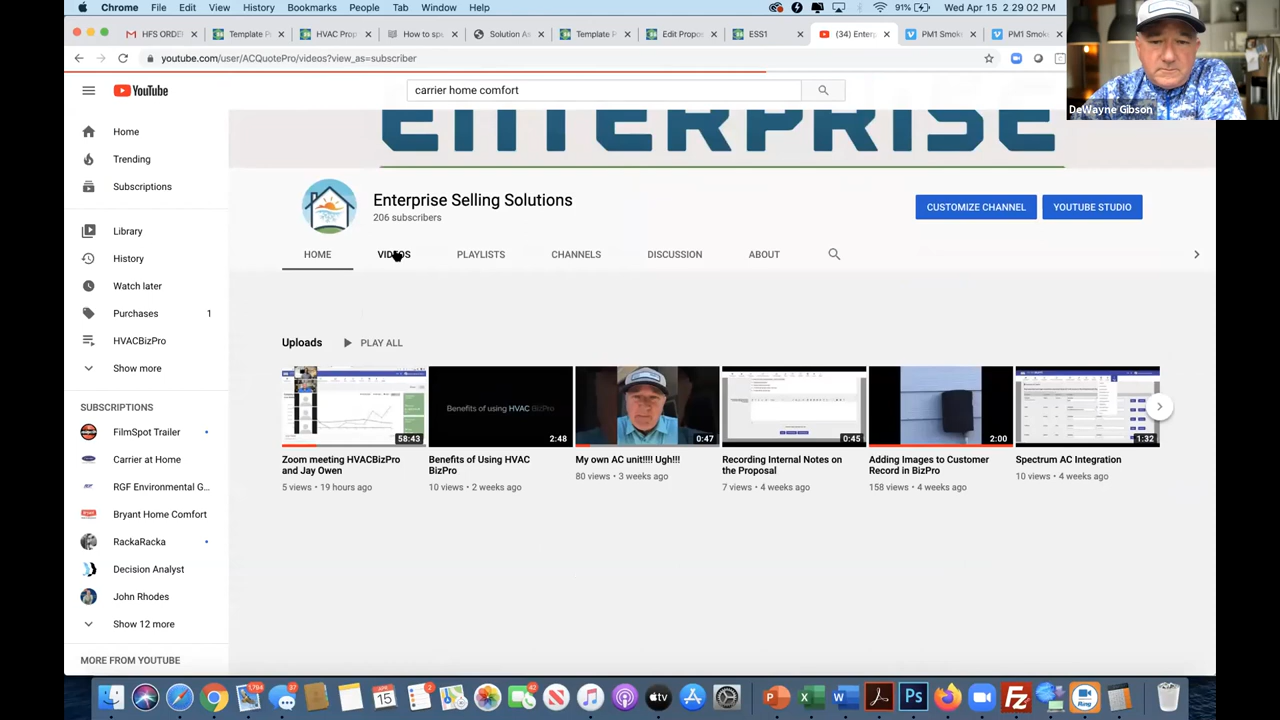 Chrome File Edit View History Bookmarks People Tab Window Help
91% Wed Apr 15 2:29:02 PM
HFS ORDE × Template P × HVAC Prop × How to sp × Solution As × Template P × Edit Propo × ESS1 × (34) Enter × PM1 Smok × PM1 Smok ×
youtube.com/user/ACQuotePro/videos?view_as=subscriber
DeWayne Gibson
YouTube
carrier home comfort
ENTERPRISE
Home
Trending
Subscriptions
Library
History
Watch later
Purchases 1
HVACBizPro
Show more
SUBSCRIPTIONS
FilmSpot Trailer
Carrier at Home
RGF Environmental G...
Bryant Home Comfort
RackaRacka
Decision Analyst
John Rhodes
Show 12 more
MORE FROM YOUTUBE
Enterprise Selling Solutions
206 subscribers
CUSTOMIZE CHANNEL YOUTUBE STUDIO
HOME VIDEOS PLAYLISTS CHANNELS DISCUSSION ABOUT
Uploads PLAY ALL
58:43
Zoom meeting HVACBizPro
and Jay Owen
5 views • 19 hours ago
Benefits of using HVAC BizPro
2:48
Benefits of Using HVAC
BizPro
10 views • 2 weeks ago
0:47
My own AC unit!!!! Ugh!!!
80 views • 3 weeks ago
0:45
Recording Internal Notes on
the Proposal
7 views • 4 weeks ago
2:00
Adding Images to Customer
Record in BizPro
158 views • 4 weeks ago
1:32
Spectrum AC Integration
10 views • 4 weeks ago